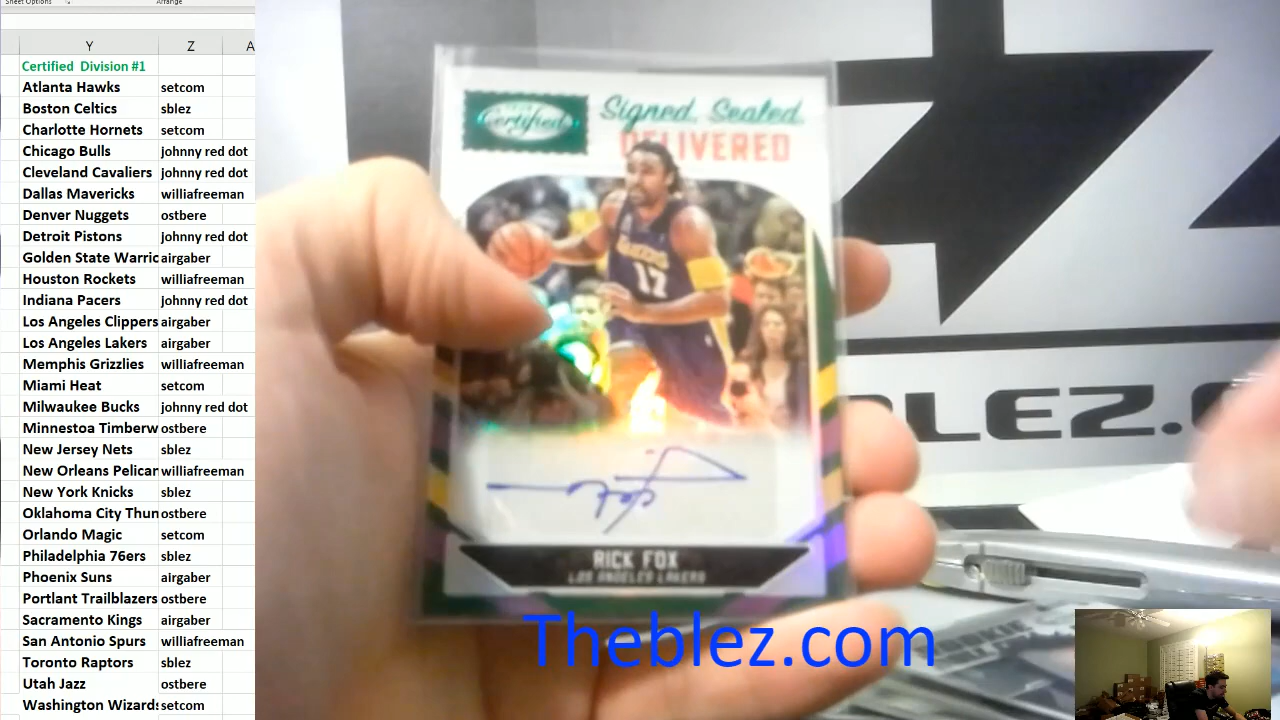 Sheet Options
Arrange
Y Z A
Certified Division #1
Atlanta Hawks setcom
Boston Celtics sblez
Charlotte Hornets setcom
Chicago Bulls johnny red dot
Cleveland Cavaliers johnny red dot
Dallas Mavericks williafreeman
Denver Nuggets ostbere
Detroit Pistons johnny red dot
Golden State Warric airgaber
Houston Rockets williafreeman
Indiana Pacers johnny red dot
Los Angeles Clippers airgaber
Los Angeles Lakers airgaber
Memphis Grizzlies williafreeman
Miami Heat setcom
Milwaukee Bucks johnny red dot
Minnestoa Timberw ostbere
New Jersey Nets sblez
New Orleans Pelicar williafreeman
New York Knicks sblez
Oklahoma City Thun ostbere
Orlando Magic setcom
Philadelphia 76ers sblez
Phoenix Suns airgaber
Portlant Trailblazers ostbere
Sacramento Kings airgaber
San Antonio Spurs williafreeman
Toronto Raptors sblez
Utah Jazz ostbere
Washington Wizards setcom
Certified
Signed, Sealed,
DELIVERED
LAKERS
17
RICK FOX
LOS ANGELES LAKERS
LEZ.
Theblez.com